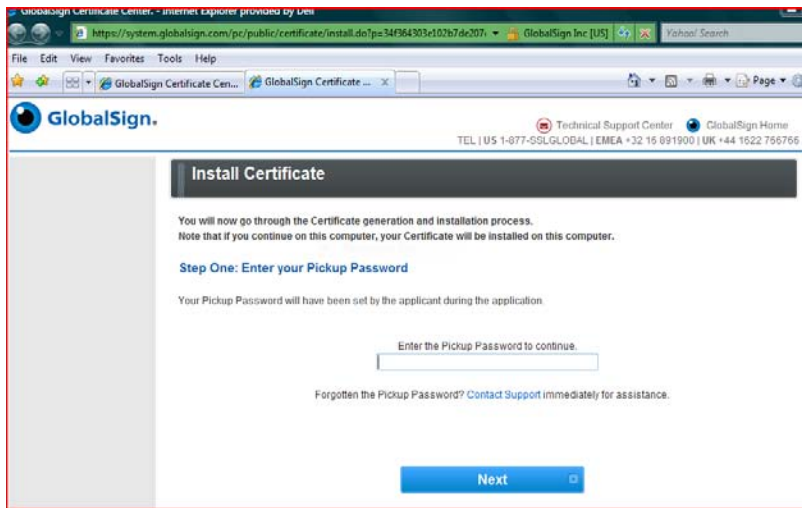 GlobalSign Certificate Center. - Internet Explorer provided by Dell
https://system.globalsign.com/pc/public/certificate/install.do?p=34f364303e102b7de207 GlobalSign Inc [US] Yahoo! Search
File Edit View Favorites Tools Help
GlobalSign Certificate Cen... GlobalSign Certificate ... X Page
GlobalSign.
Technical Support Center GlobalSign Home
TEL | US 1-877-SSLGLOBAL | EMEA +32 16 891900 | UK +44 1622 766766
Install Certificate
You will now go through the Certificate generation and installation process.
Note that if you continue on this computer, your Certificate will be installed on this computer.
Step One: Enter your Pickup Password
Your Pickup Password will have been set by the applicant during the application.
Enter the Pickup Password to continue.
Forgotten the Pickup Password? Contact Support immediately for assistance.
Next